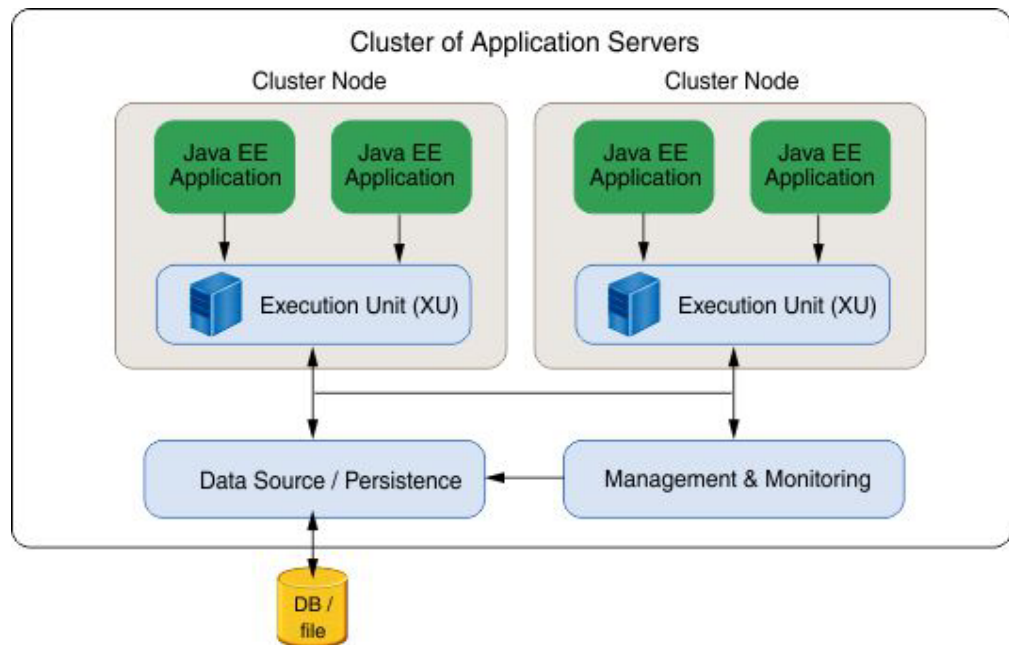 Cluster of Application Servers
Cluster Node
Cluster Node
Java EE
Application
Java EE
Application
Java EE
Application
Java EE
Application
Execution Unit (XU)
Execution Unit (XU)
Data Source / Persistence
Management & Monitoring
DB /
file